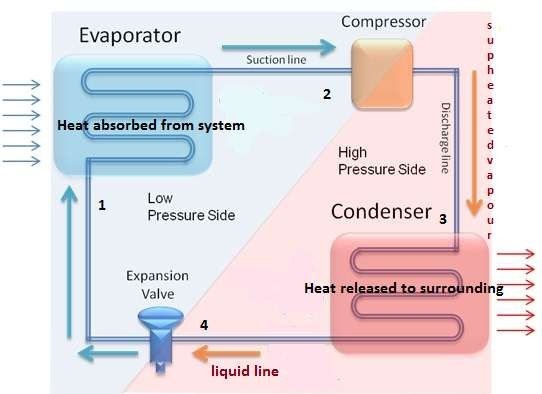 Compressor
Evaporator
Suction line
2
Heat absorbed from system
supheatedvapour
Discharge line
High
Pressure Side
1
Low
Pressure Side
Condenser
3
Expansion
Valve
Heat released to surrounding
4
liquid line